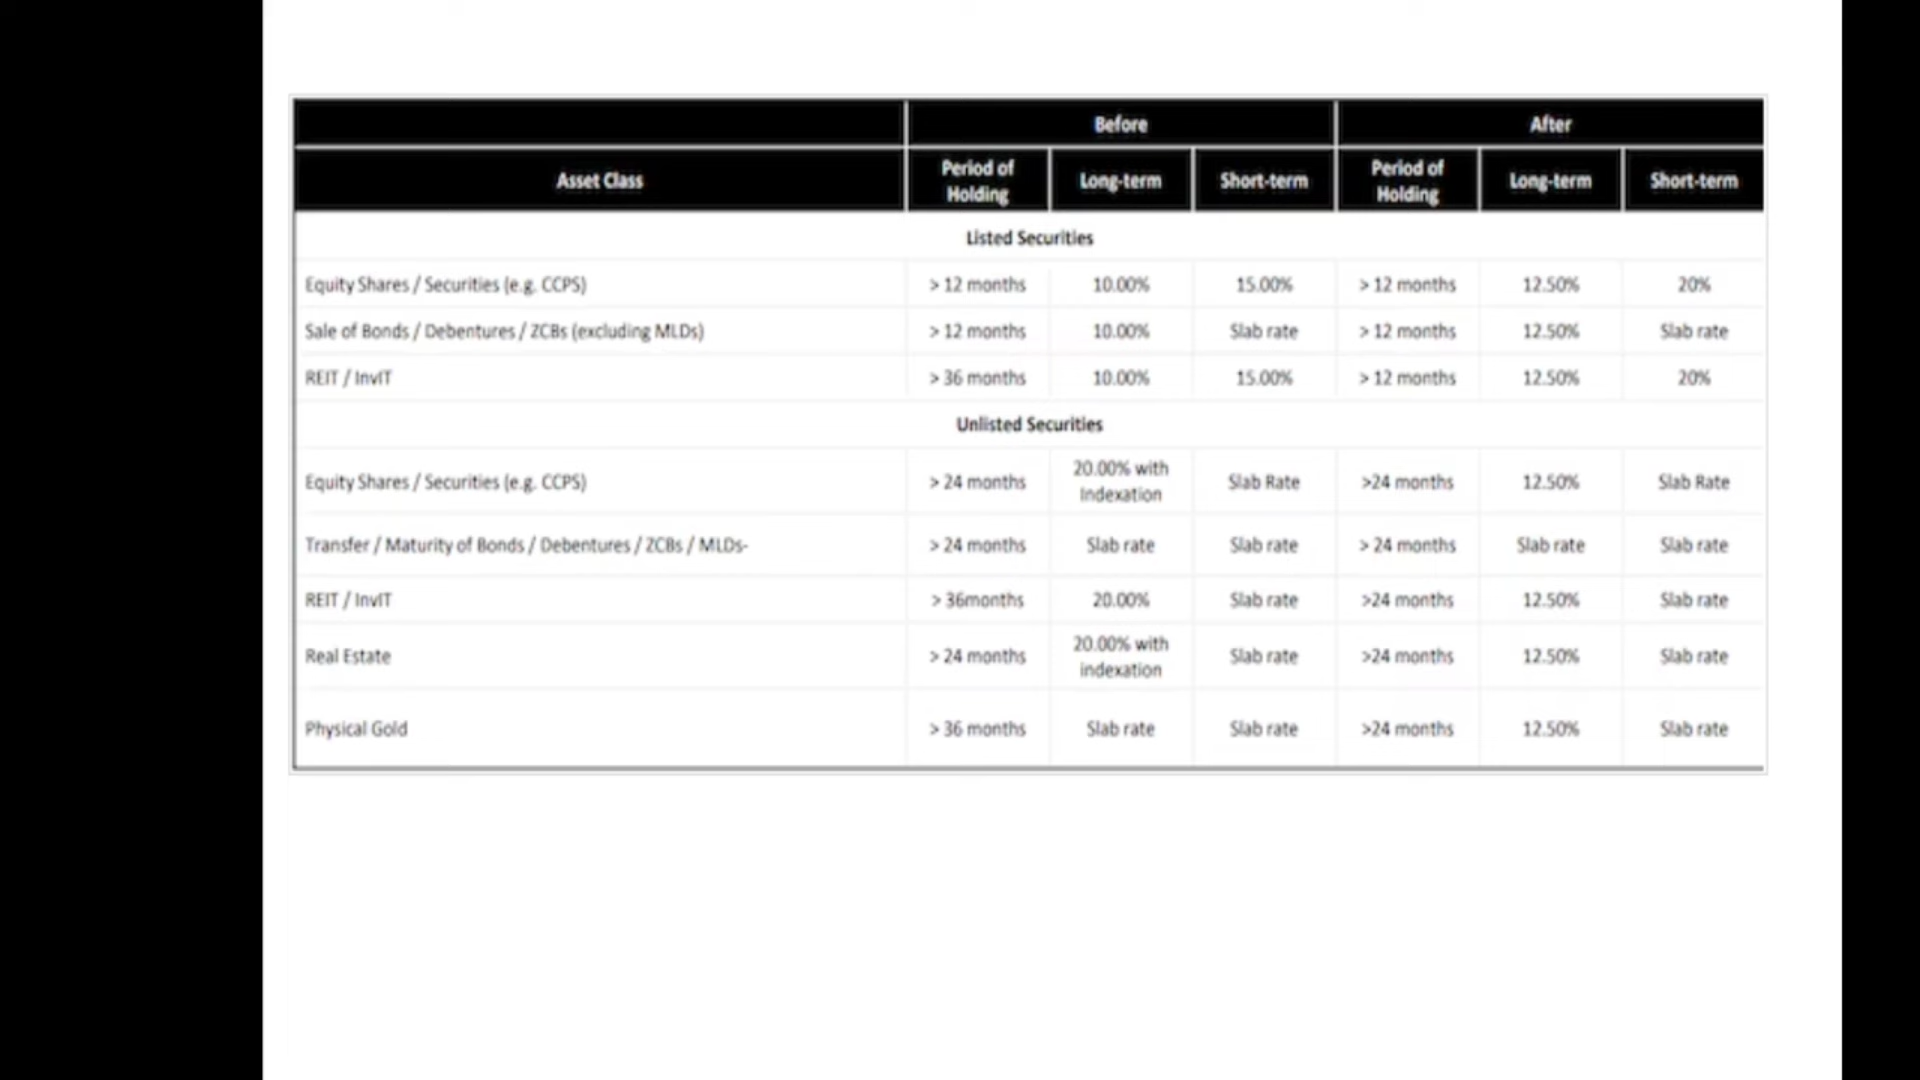 Before After
Asset Class Period of Holding Long-term Short-term Period of Holding Long-term Short-term
Listed Securities
Equity Shares / Securities (e.g. CCPS) > 12 months 10.00% 15.00% > 12 months 12.50% 20%
Sale of Bonds / Debentures / ZCBs (excluding MLDs) > 12 months 10.00% Slab rate > 12 months 12.50% Slab rate
REIT / InvIT > 36 months 10.00% 15.00% > 12 months 12.50% 20%
Unlisted Securities
Equity Shares / Securities (e.g. CCPS) > 24 months 20.00% with Indexation Slab Rate >24 months 12.50% Slab Rate
Transfer / Maturity of Bonds / Debentures / ZCBs / MLDs- > 24 months Slab rate Slab rate > 24 months Slab rate Slab rate
REIT / InvIT > 36months 20.00% Slab rate >24 months 12.50% Slab rate
Real Estate > 24 months 20.00% with indexation Slab rate >24 months 12.50% Slab rate
Physical Gold > 36 months Slab rate Slab rate >24 months 12.50% Slab rate